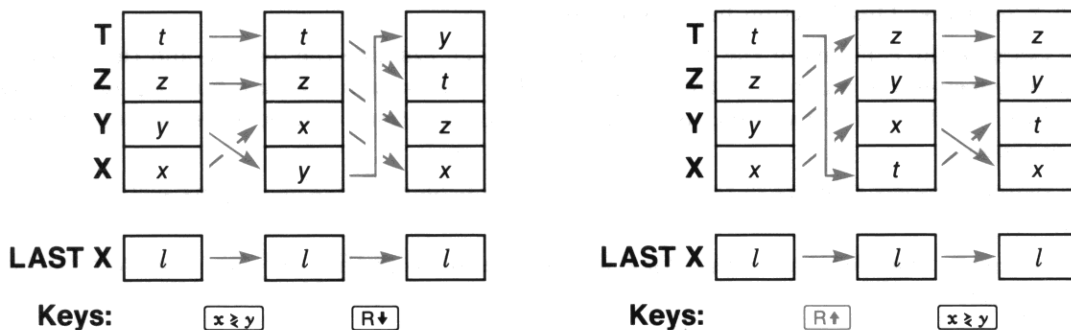 T t t y T t z z
Z z z t Z z y y
Y y x z Y y x t
X x y x X x t x
LAST X l l l LAST X l l l
Keys: x≷y R↓ Keys: R↑ x≷y